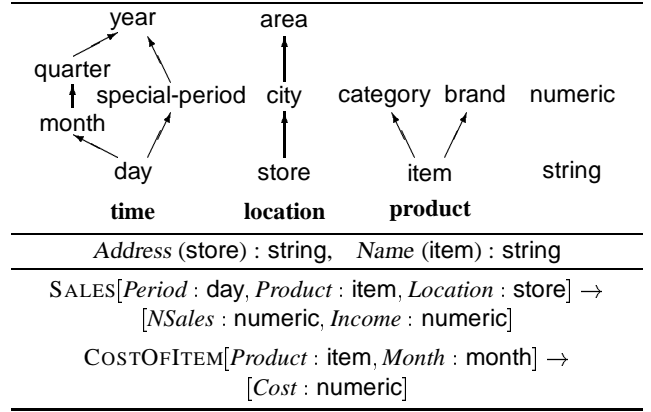 year area
quarter
special-period city category brand numeric
month
day store item string
time location product
Address (store) : string, Name (item) : string
SALES[Period : day, Product : item, Location : store] →
[NSales : numeric, Income : numeric]
COSTOFITEM[Product : item, Month : month] →
[Cost : numeric]